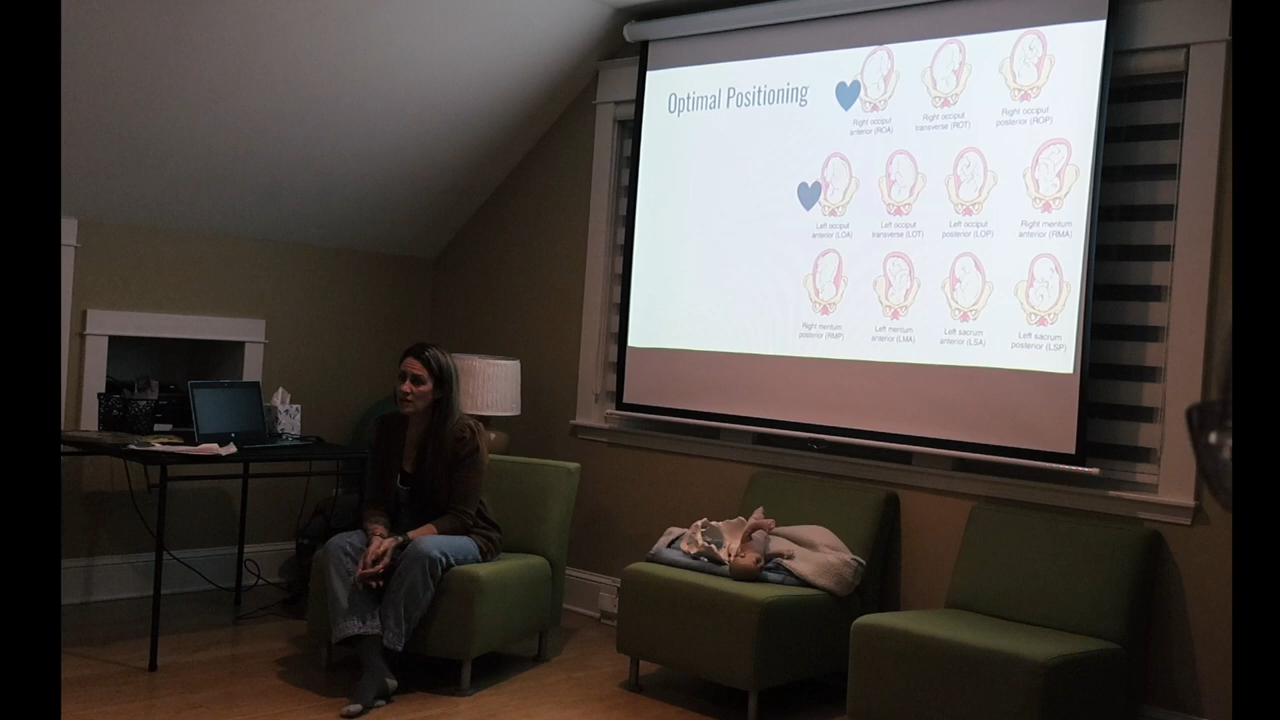 Optimal Positioning
Right occiput
anterior (ROA)
Right occiput
transverse (ROT)
Right occiput
posterior (ROP)
Left occiput
anterior (LOA)
Left occiput
transverse (LOT)
Left occiput
posterior (LOP)
Right mentum
anterior (RMA)
Right mentum
posterior (RMP)
Left mentum
anterior (LMA)
Left sacrum
anterior (LSA)
Left sacrum
posterior (LSP)